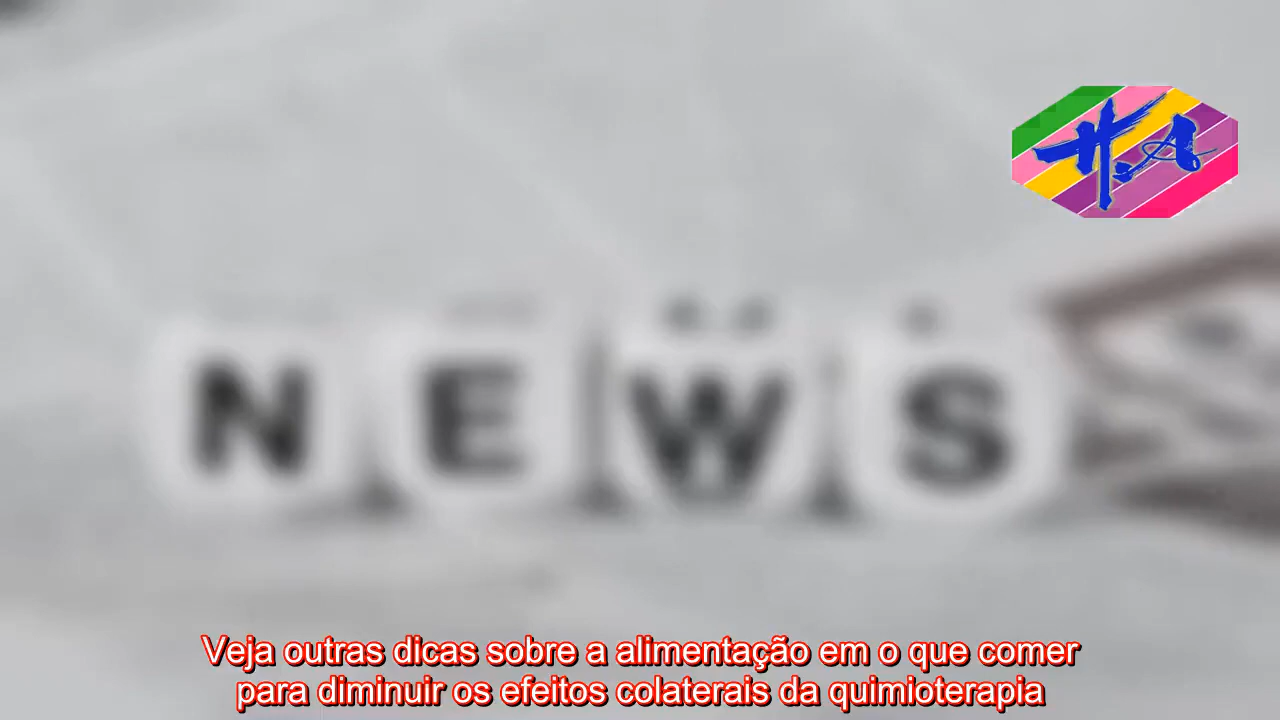 H.A
NEWS
Veja outras dicas sobre a alimentação em o que comer
para diminuir os efeitos colaterais da quimioterapia